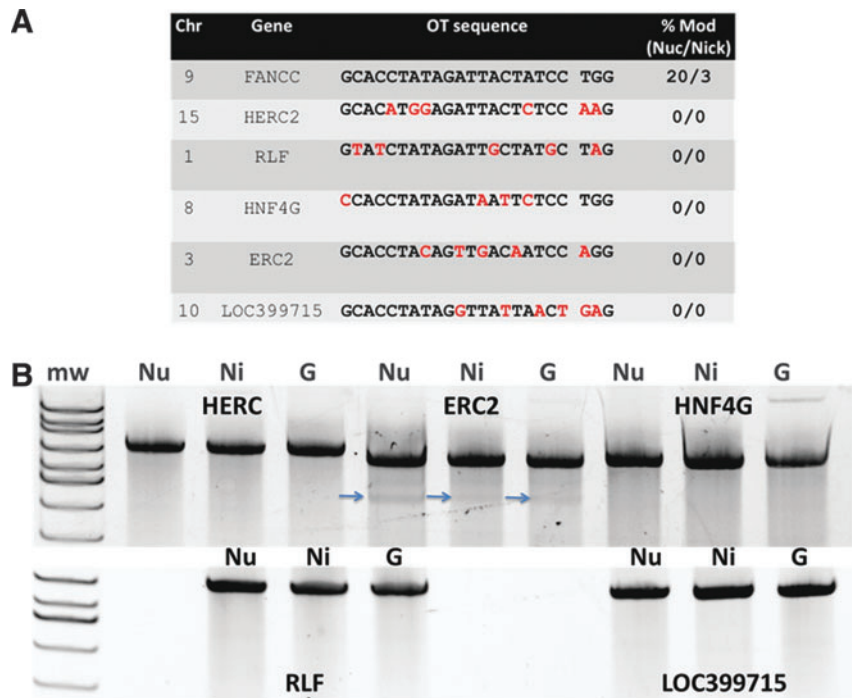 A
Chr Gene OT sequence % Mod (Nuc/Nick)
9 FANCC GCACCTATAGATTACTATCC TGG 20/3
15 HERC2 GCACATGGAGATTACTCTCC AAG 0/0
1 RLF GTATCTATAGATTGCTATGC TAG 0/0
8 HNF4G CCACCTATAGATAATTCTCC TGG 0/0
3 ERC2 GCACCTACAGTTGACAATCC AGG 0/0
10 LOC399715 GCACCTATAGGTTATTAACT GAG 0/0
B
mw Nu Ni G Nu Ni G Nu Ni G
HERC ERC2 HNF4G
Nu Ni G Nu Ni G
RLF LOC399715